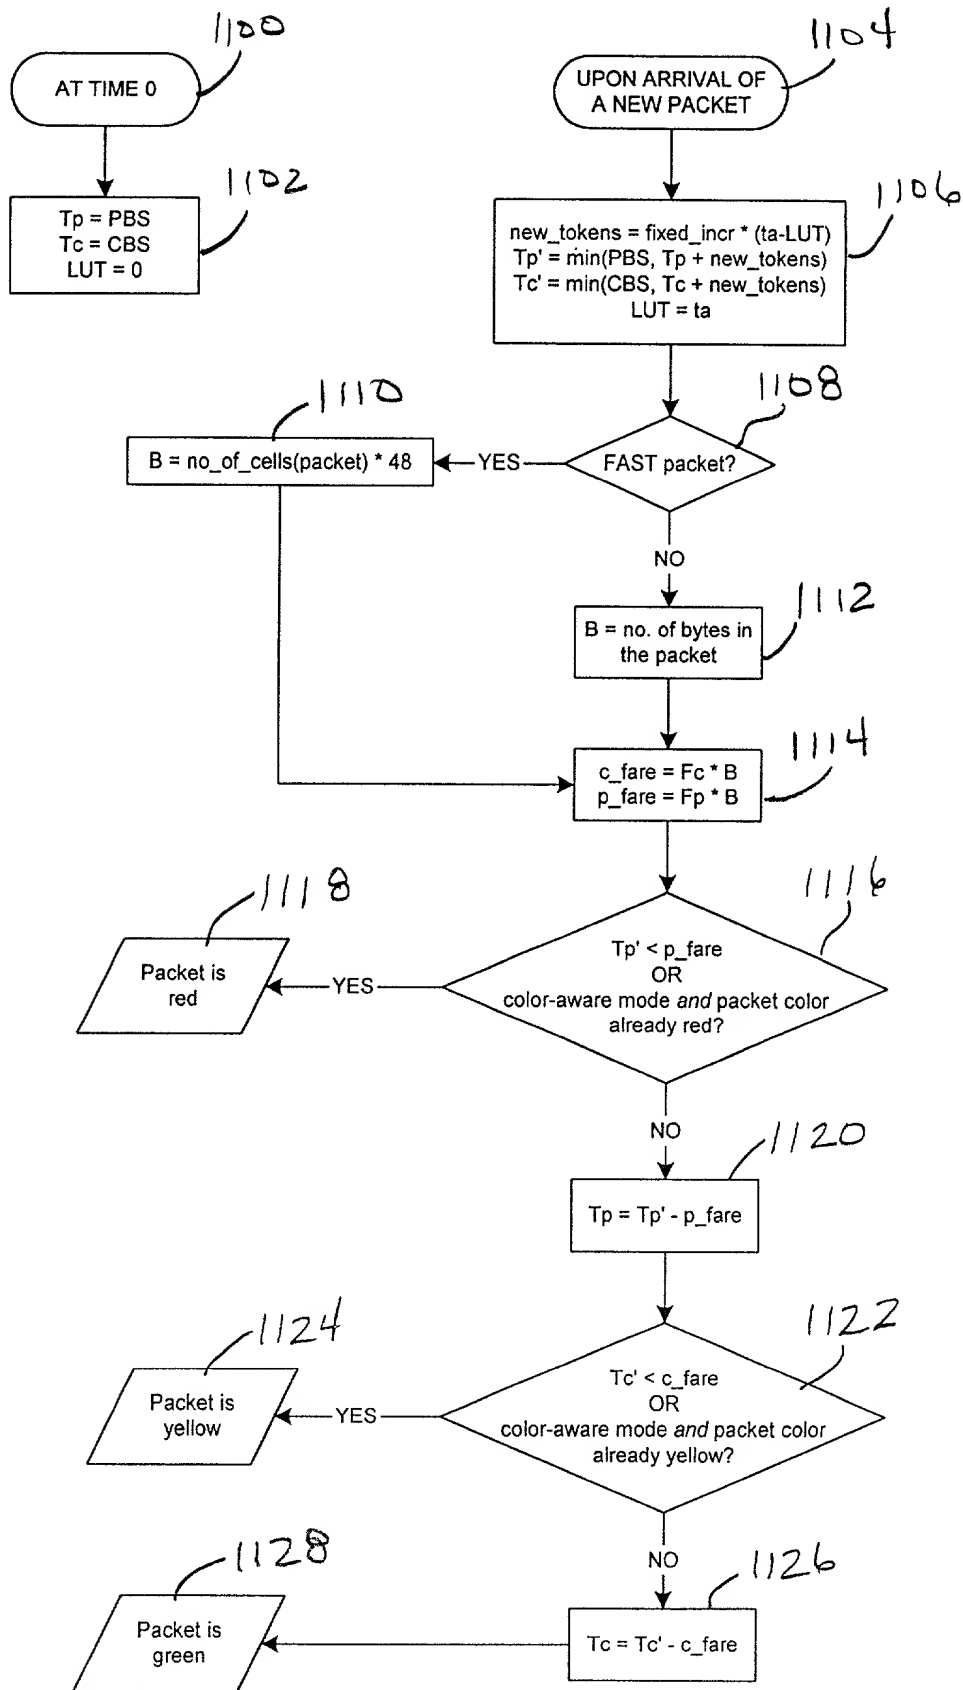 1100
AT TIME 0
1102
Tp = PBS
Tc = CBS
LUT = 0
1104
UPON ARRIVAL OF
A NEW PACKET
1106
new_tokens = fixed_incr * (ta-LUT)
Tp' = min(PBS, Tp + new_tokens)
Tc' = min(CBS, Tc + new_tokens)
LUT = ta
1108
FAST packet?
YES
1110
B = no_of_cells(packet) * 48
NO
1112
B = no. of bytes in
the packet
1114
c_fare = Fc * B
p_fare = Fp * B
1116
Tp' < p_fare
OR
color-aware mode and packet color
already red?
YES
1118
Packet is
red
NO
1120
Tp = Tp' - p_fare
1122
Tc' < c_fare
OR
color-aware mode and packet color
already yellow?
YES
1124
Packet is
yellow
NO
1126
Tc = Tc' - c_fare
1128
Packet is
green